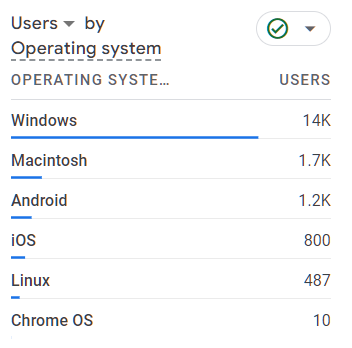 Users by
Operating system
OPERATING SYSTE…
USERS
Windows 14K
Macintosh 1.7K
Android 1.2K
iOS 800
Linux 487
Chrome OS 10